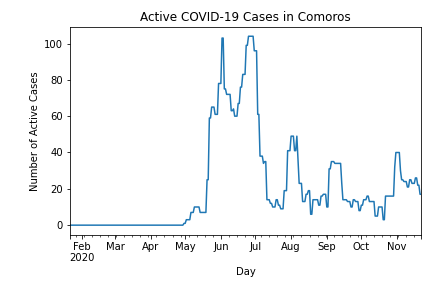 Active COVID-19 Cases in Comoros
Number of Active Cases
100
80
60
40
20
0
Feb Mar Apr May Jun Jul Aug Sep Oct Nov
2020
Day